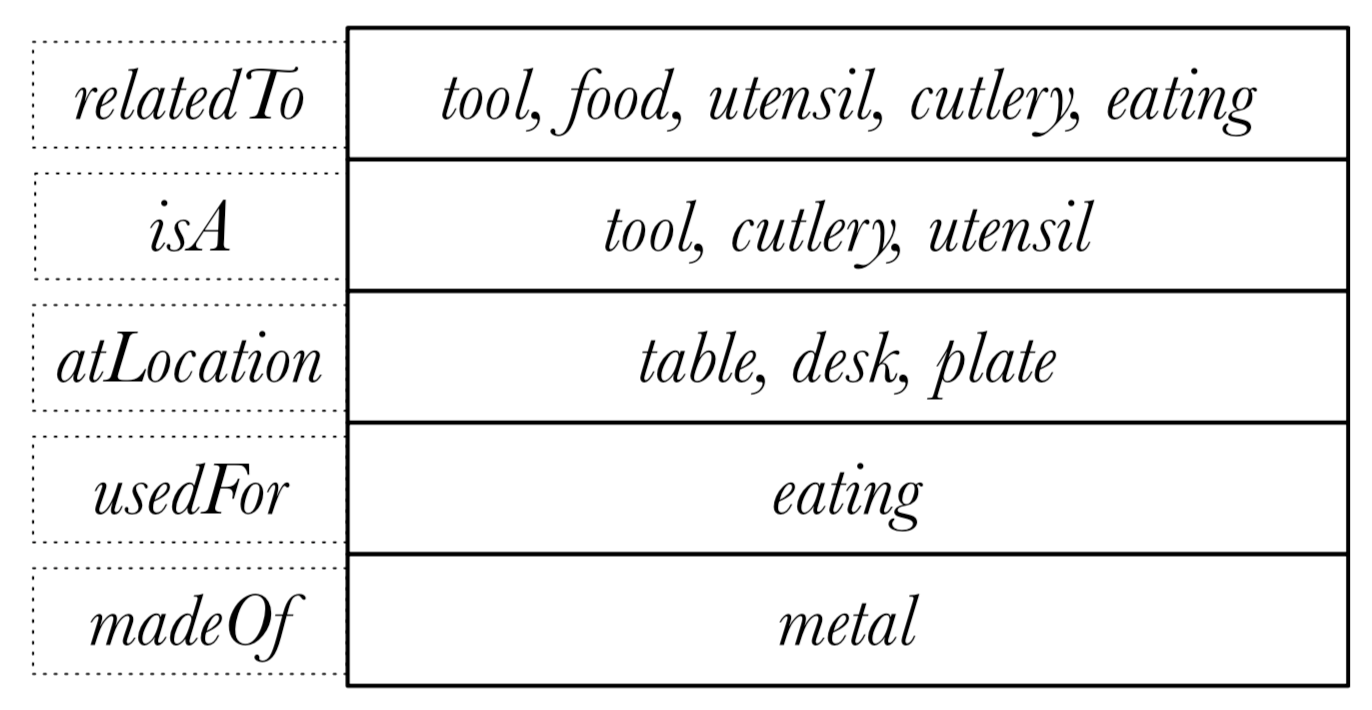 relatedTo tool, food, utensil, cutlery, eating
isA tool, cutlery, utensil
atLocation table, desk, plate
usedFor eating
madeOf metal